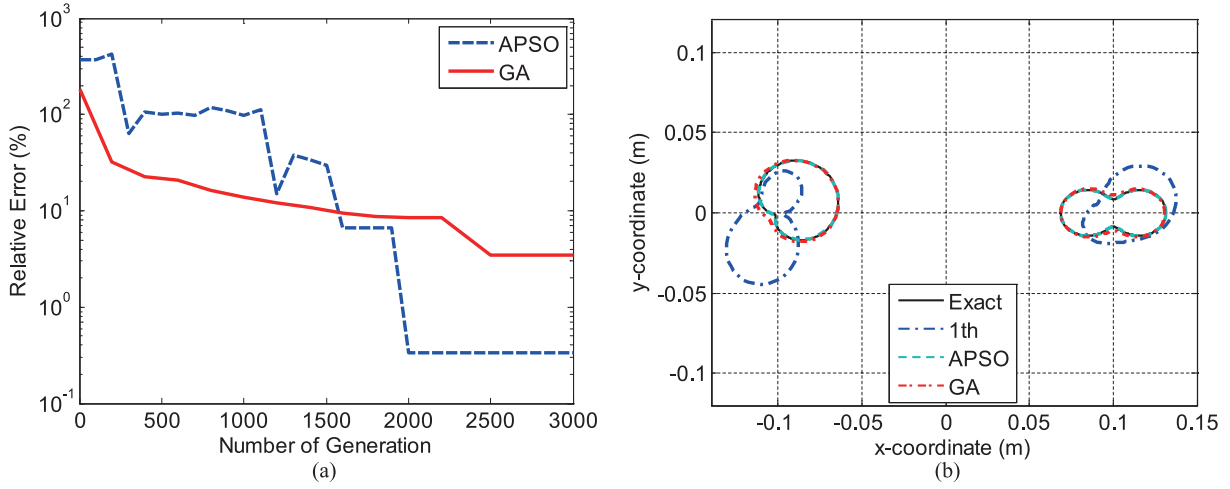 10^3
10^2
10^1
10^0
10^-1
Relative Error (%)
APSO
GA
0 500 1000 1500 2000 2500 3000
Number of Generation
(a)
0.1
0.05
0
-0.05
-0.1
y-coordinate (m)
Exact
1th
APSO
GA
-0.1 -0.05 0 0.05 0.1 0.15
x-coordinate (m)
(b)